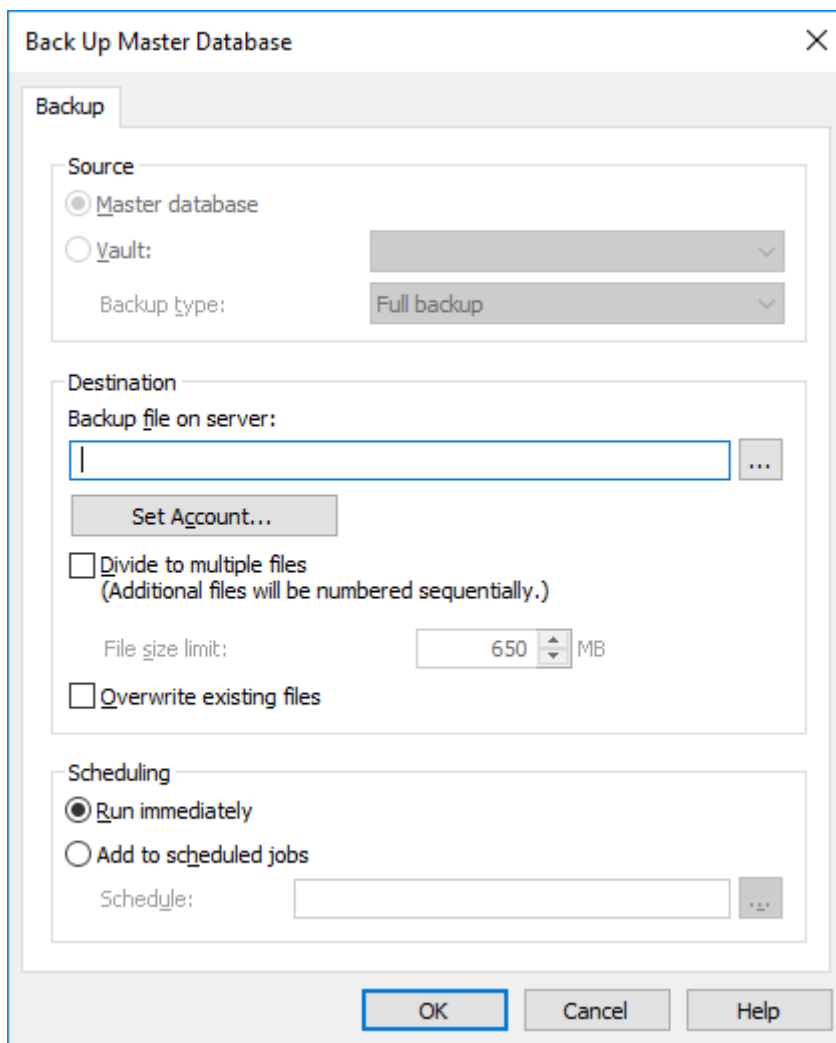 Back Up Master Database
Backup
Source
Master database
Vault:
Backup type: Full backup
Destination
Backup file on server:
...
Set Account...
Divide to multiple files
(Additional files will be numbered sequentially.)
File size limit: 650 MB
Overwrite existing files
Scheduling
Run immediately
Add to scheduled jobs
Schedule: ...
OK Cancel Help